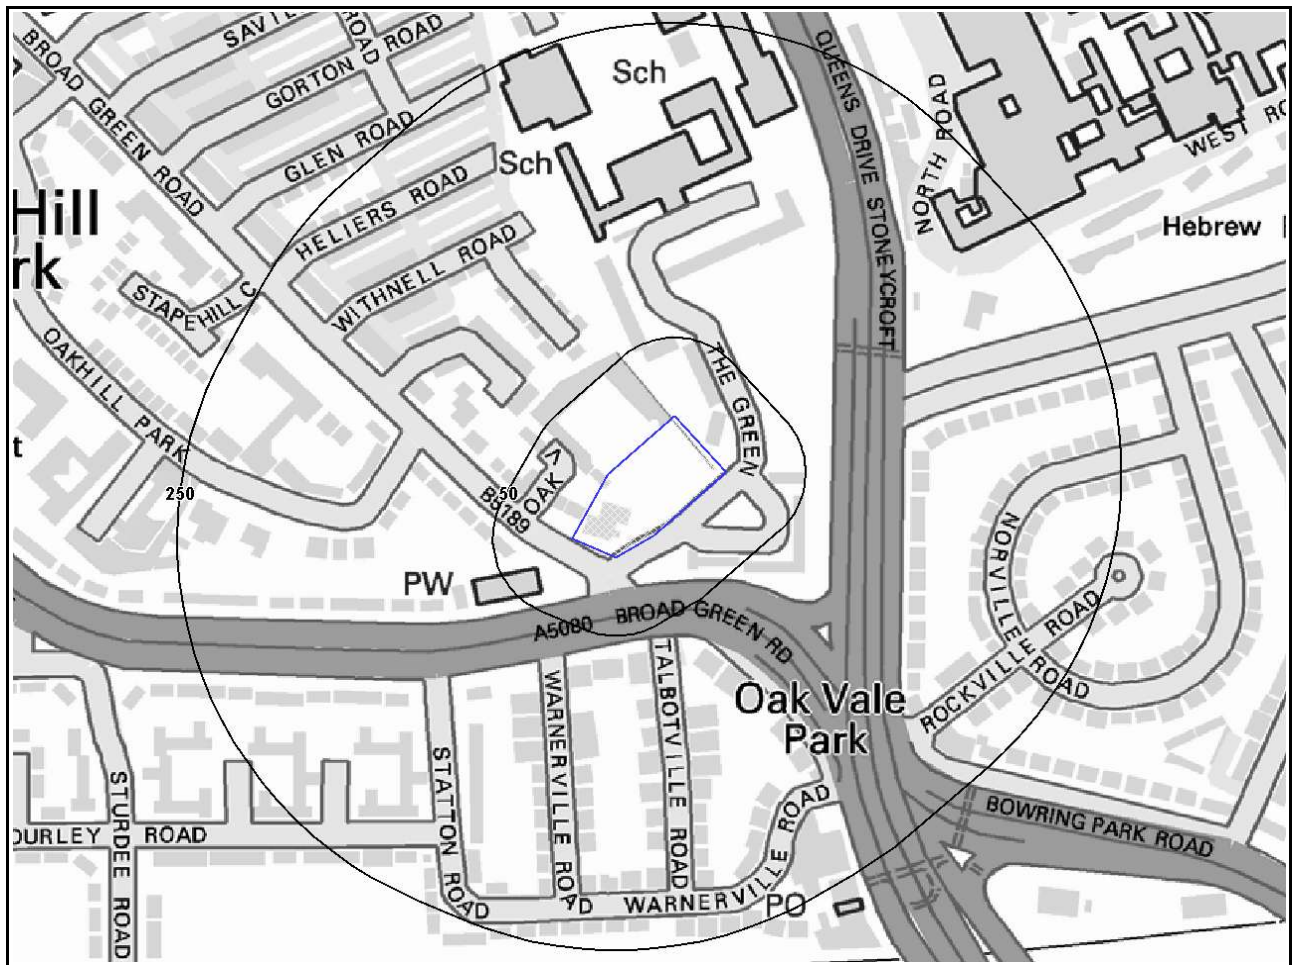 SAVIL
ROAD
GORTON ROAD
BROAD GREEN ROAD
GLEN ROAD
Sch
Sch
QUEENS DRIVE STONEYCROFT
NORTH ROAD
WEST RO
HELIERS ROAD
Hill
rk
Hebrew
WITHNELL ROAD
STAPEHILL C
OAKHILL PARK
THE GREEN
t
250
50
B5189
OAK
PW
A5080 BROAD GREEN RD
NORVILLE ROAD
ROCKVILLE ROAD
Oak Vale
Park
WARNERVILLE ROAD
TALBOTVILLE ROAD
STATTON ROAD
STURDEE ROAD
OURLEY ROAD
BOWRING PARK ROAD
WARNERVILLE ROAD
PO